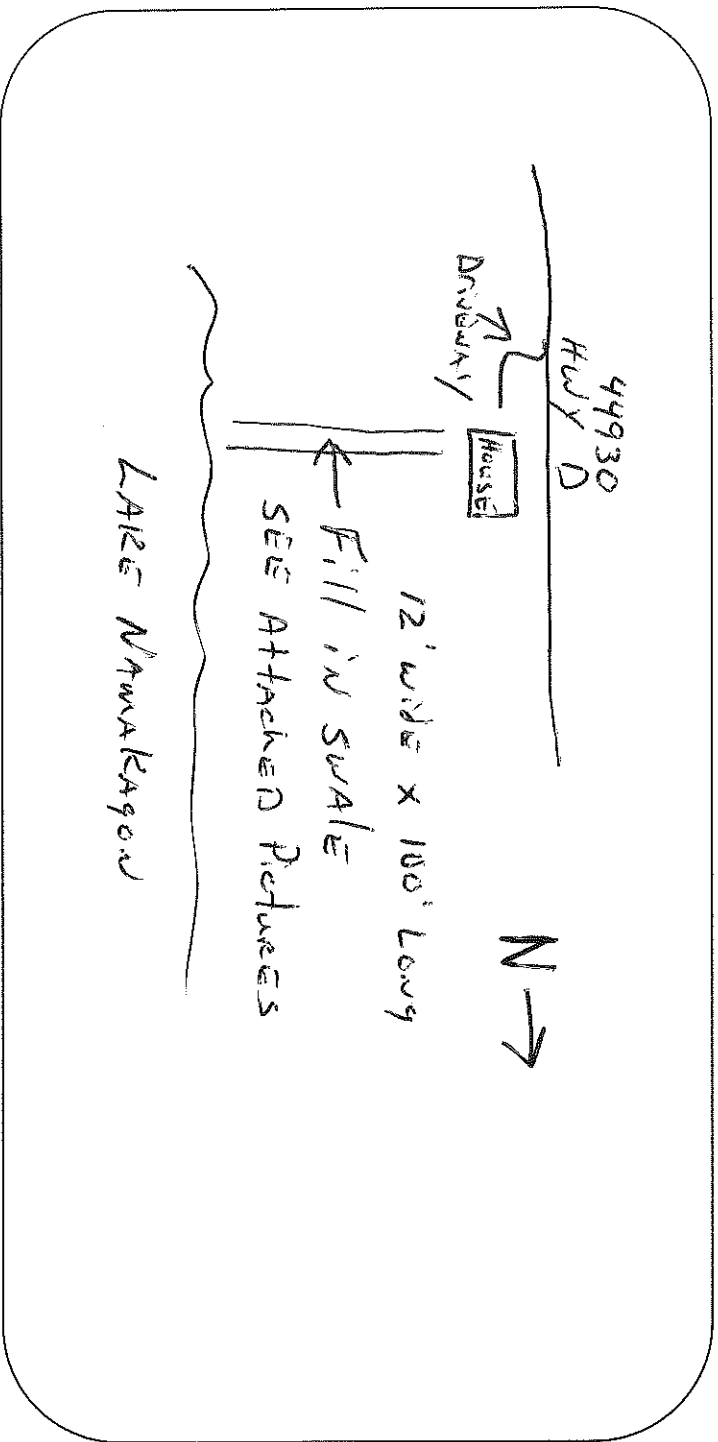 44930
HWY D
DRIVEWAY
HOUSE
12' wide x 100' Long
Fill in SWALE
SEE AttAcheD PicturES
LAKE NAMAKAgoN
N